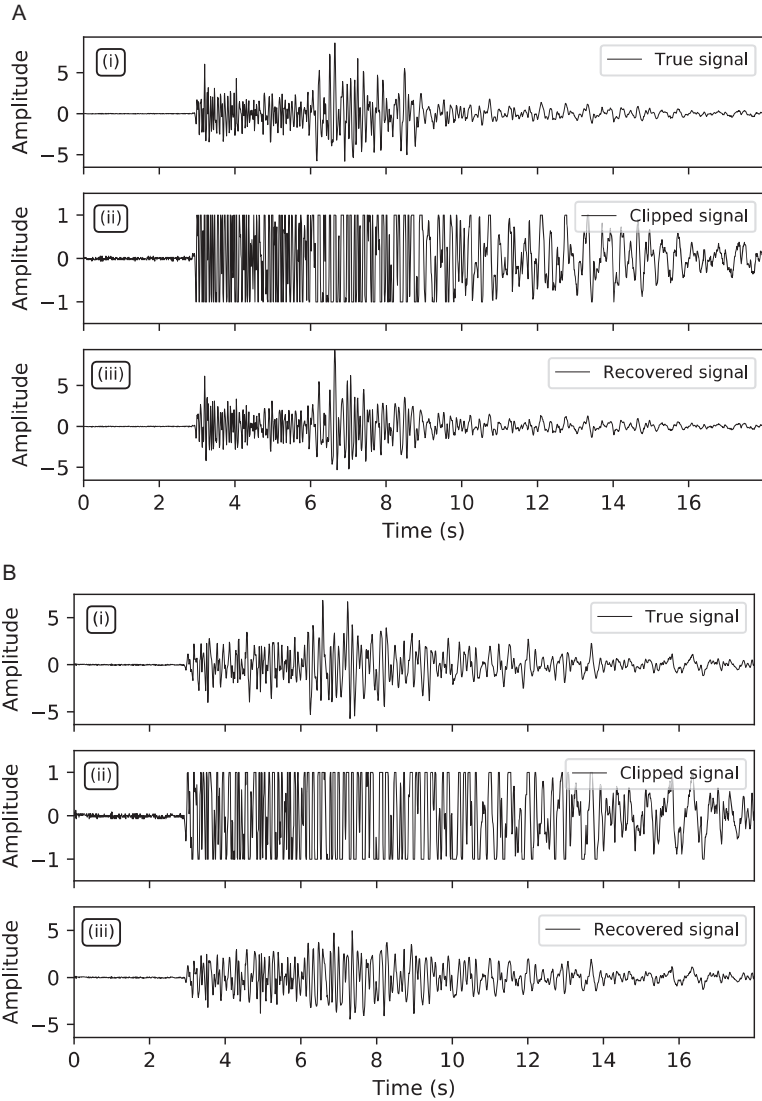 A
(i)
True signal
Amplitude
5
0
−5
(ii)
Clipped signal
Amplitude
1
0
−1
(iii)
Recovered signal
Amplitude
5
0
−5
0 2 4 6 8 10 12 14 16
Time (s)
B
(i)
True signal
Amplitude
5
0
−5
(ii)
Clipped signal
Amplitude
1
0
−1
(iii)
Recovered signal
Amplitude
5
0
−5
0 2 4 6 8 10 12 14 16
Time (s)